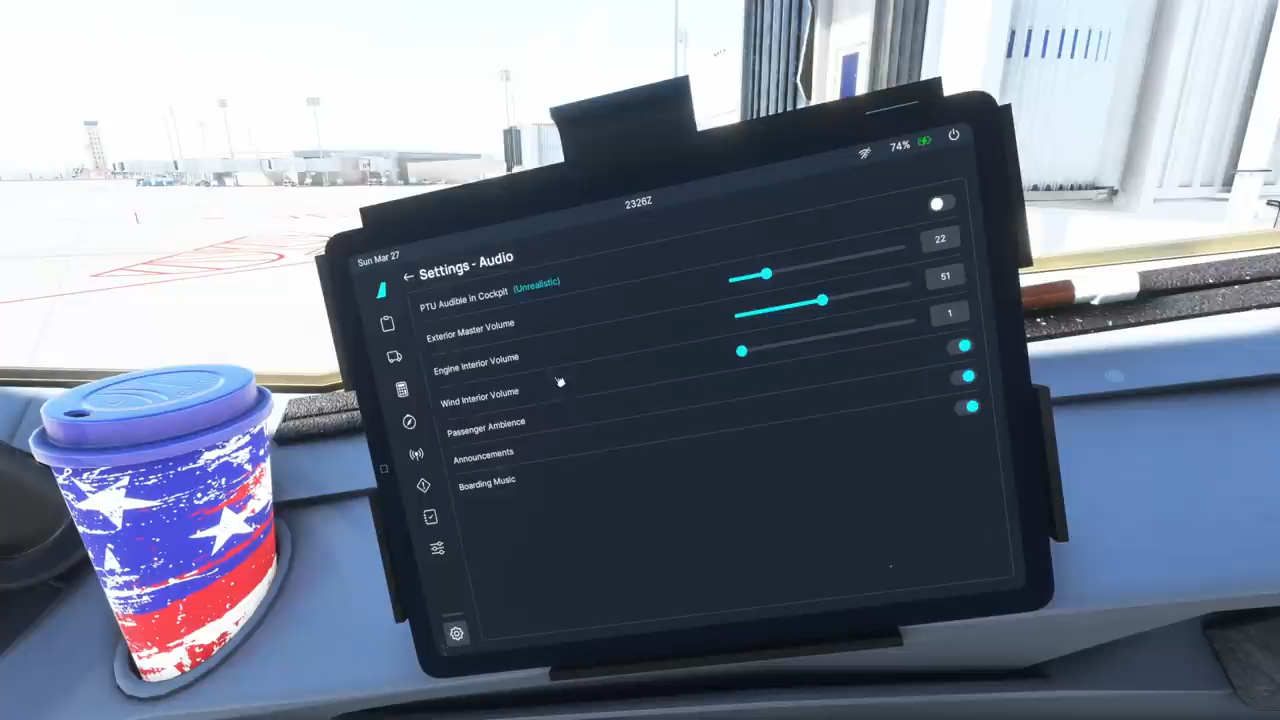 2326Z
74%
Sun Mar 27
← Settings - Audio
PTU Audible in Cockpit (Unrealistic)
Exterior Master Volume 22
Engine Interior Volume 51
Wind Interior Volume 1
Passenger Ambience
Announcements
Boarding Music